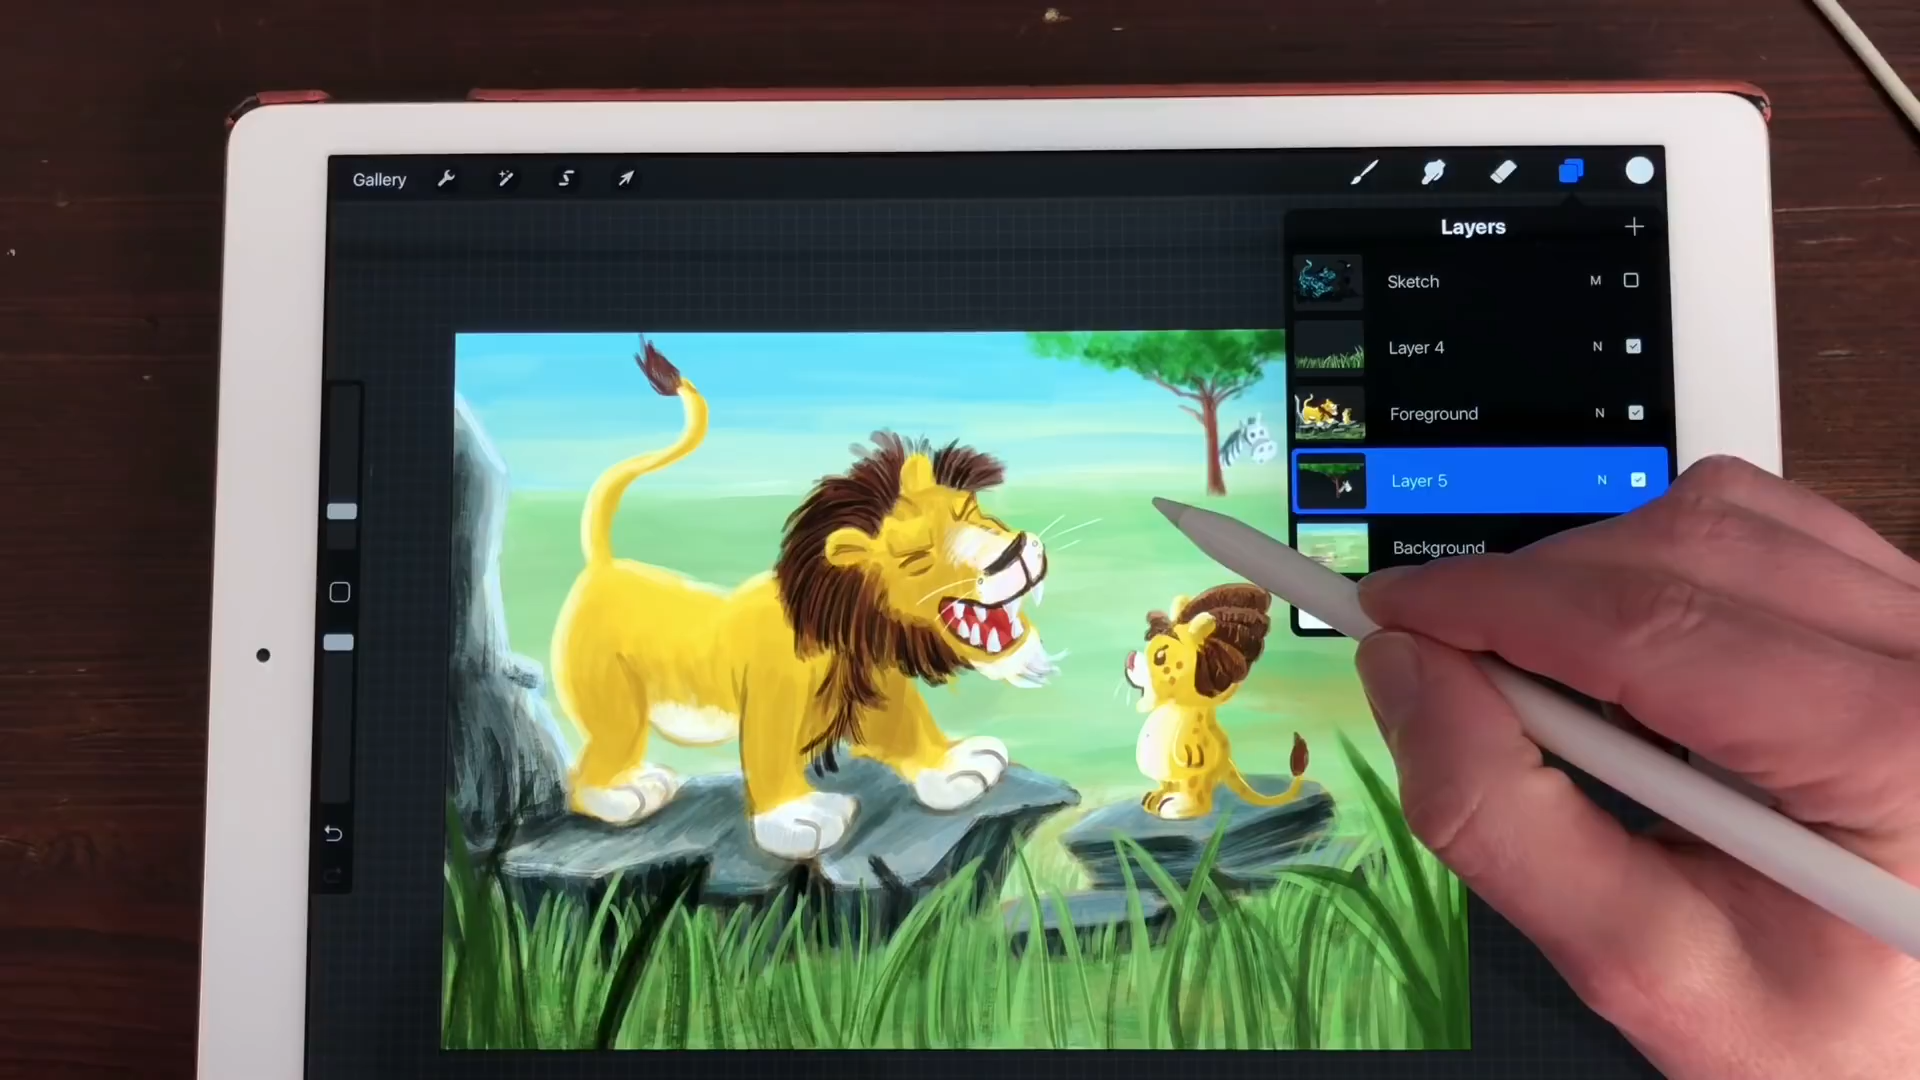 Gallery
Layers
Sketch M
Layer 4 N
Foreground N
Layer 5 N
Background